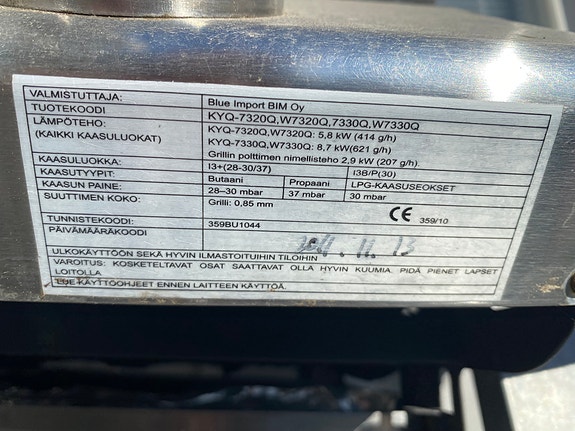 VALMISTUTTAJA: Blue Import BIM Oy
TUOTEKOODI KYQ-7320Q,W7320Q,7330Q,W7330Q
LÄMPÖTEHO: KYQ-7320Q,W7320Q: 5,8 kW (414 g/h)
(KAIKKI KAASULUOKAT) KYQ-7330Q,W7330Q: 8,7 kW(621 g/h)
Grillin polttimen nimellisteho 2,9 kW (207 g/h).
KAASULUOKKA: I3+(28-30/37) I3B/P(30)
KAASUTYYPIT: Butaani Propaani LPG-KAASUSEOKSET
KAASUN PAINE: 28–30 mbar 37 mbar 30 mbar
SUUTTIMEN KOKO: Grilli: 0,85 mm
CE 359/10
TUNNISTEKOODI: 359BU1044
PÄIVÄMÄÄRÄKOODI 11. 13
ULKOKÄYTTÖÖN SEKÄ HYVIN ILMASTOITUIHIN TILOIHIN
VAROITUS: KOSKETELTAVAT OSAT SAATTAVAT OLLA HYVIN KUUMIA. PIDÄ PIENET LAPSET
LOITOLLA
LUE KÄYTTÖOHJEET ENNEN LAITTEEN KÄYTTÖÄ.